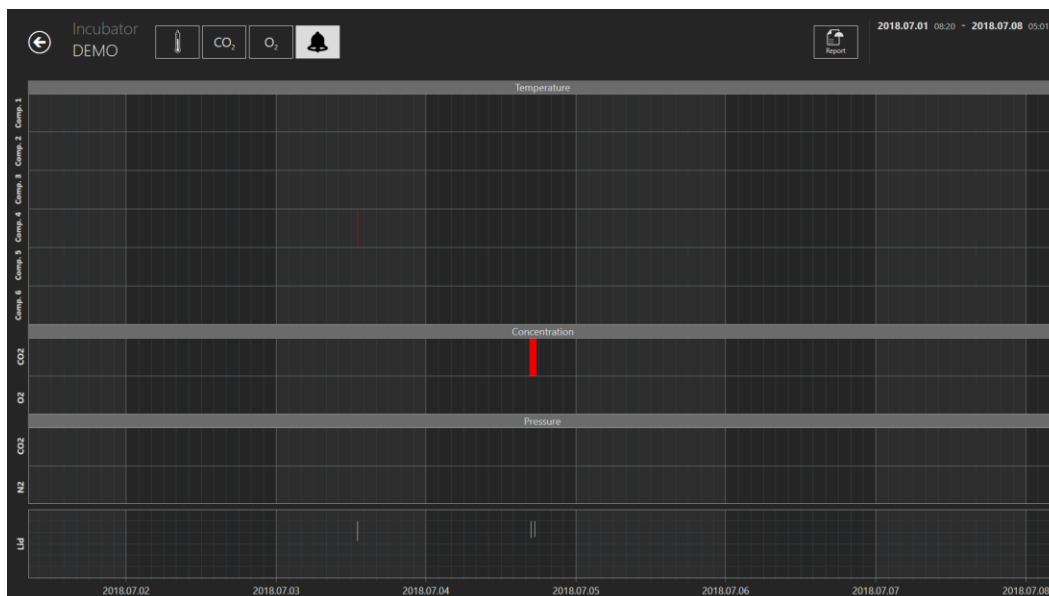 Incubator
DEMO
CO₂
O₂
Report
2018.07.01 08:20 - 2018.07.08 05:01
Temperature
Comp. 1
Comp. 2
Comp. 3
Comp. 4
Comp. 5
Comp. 6
Concentration
CO2
O2
Pressure
CO2
N2
Lid
2018.07.02 2018.07.03 2018.07.04 2018.07.05 2018.07.06 2018.07.07 2018.07.08